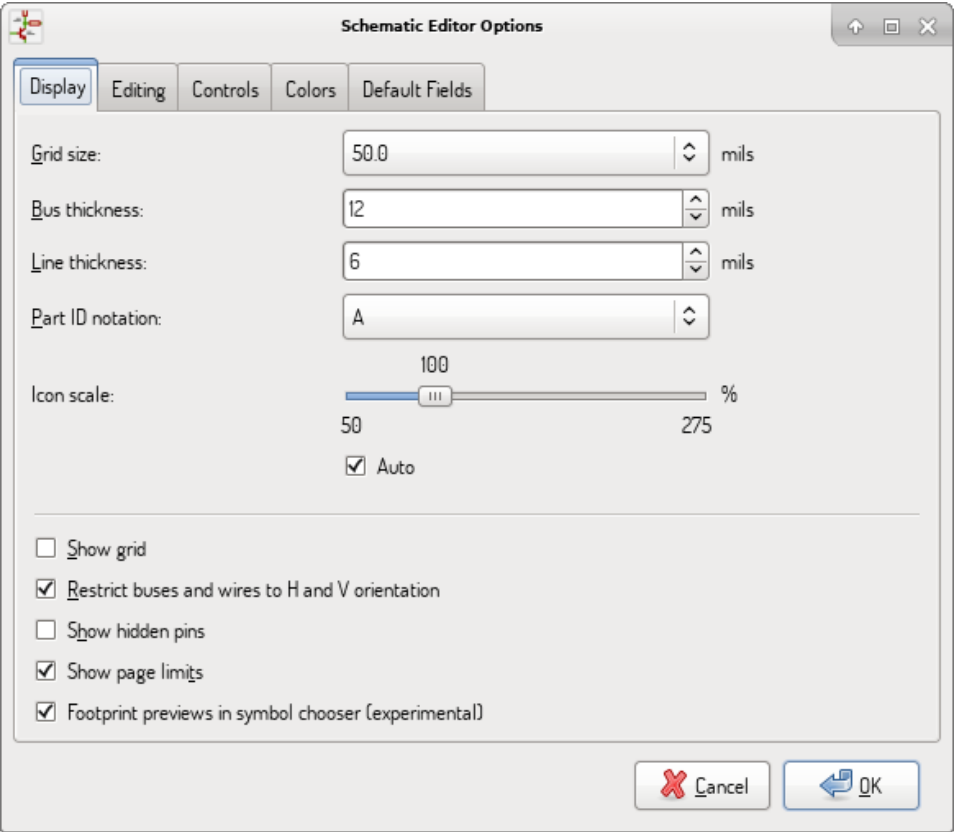 Schematic Editor Options
Display Editing Controls Colors Default Fields
Grid size: 50.0 mils
Bus thickness: 12 mils
Line thickness: 6 mils
Part ID notation: A
100
Icon scale: %
50 275
Auto
Show grid
Restrict buses and wires to H and V orientation
Show hidden pins
Show page limits
Footprint previews in symbol chooser (experimental)
Cancel OK